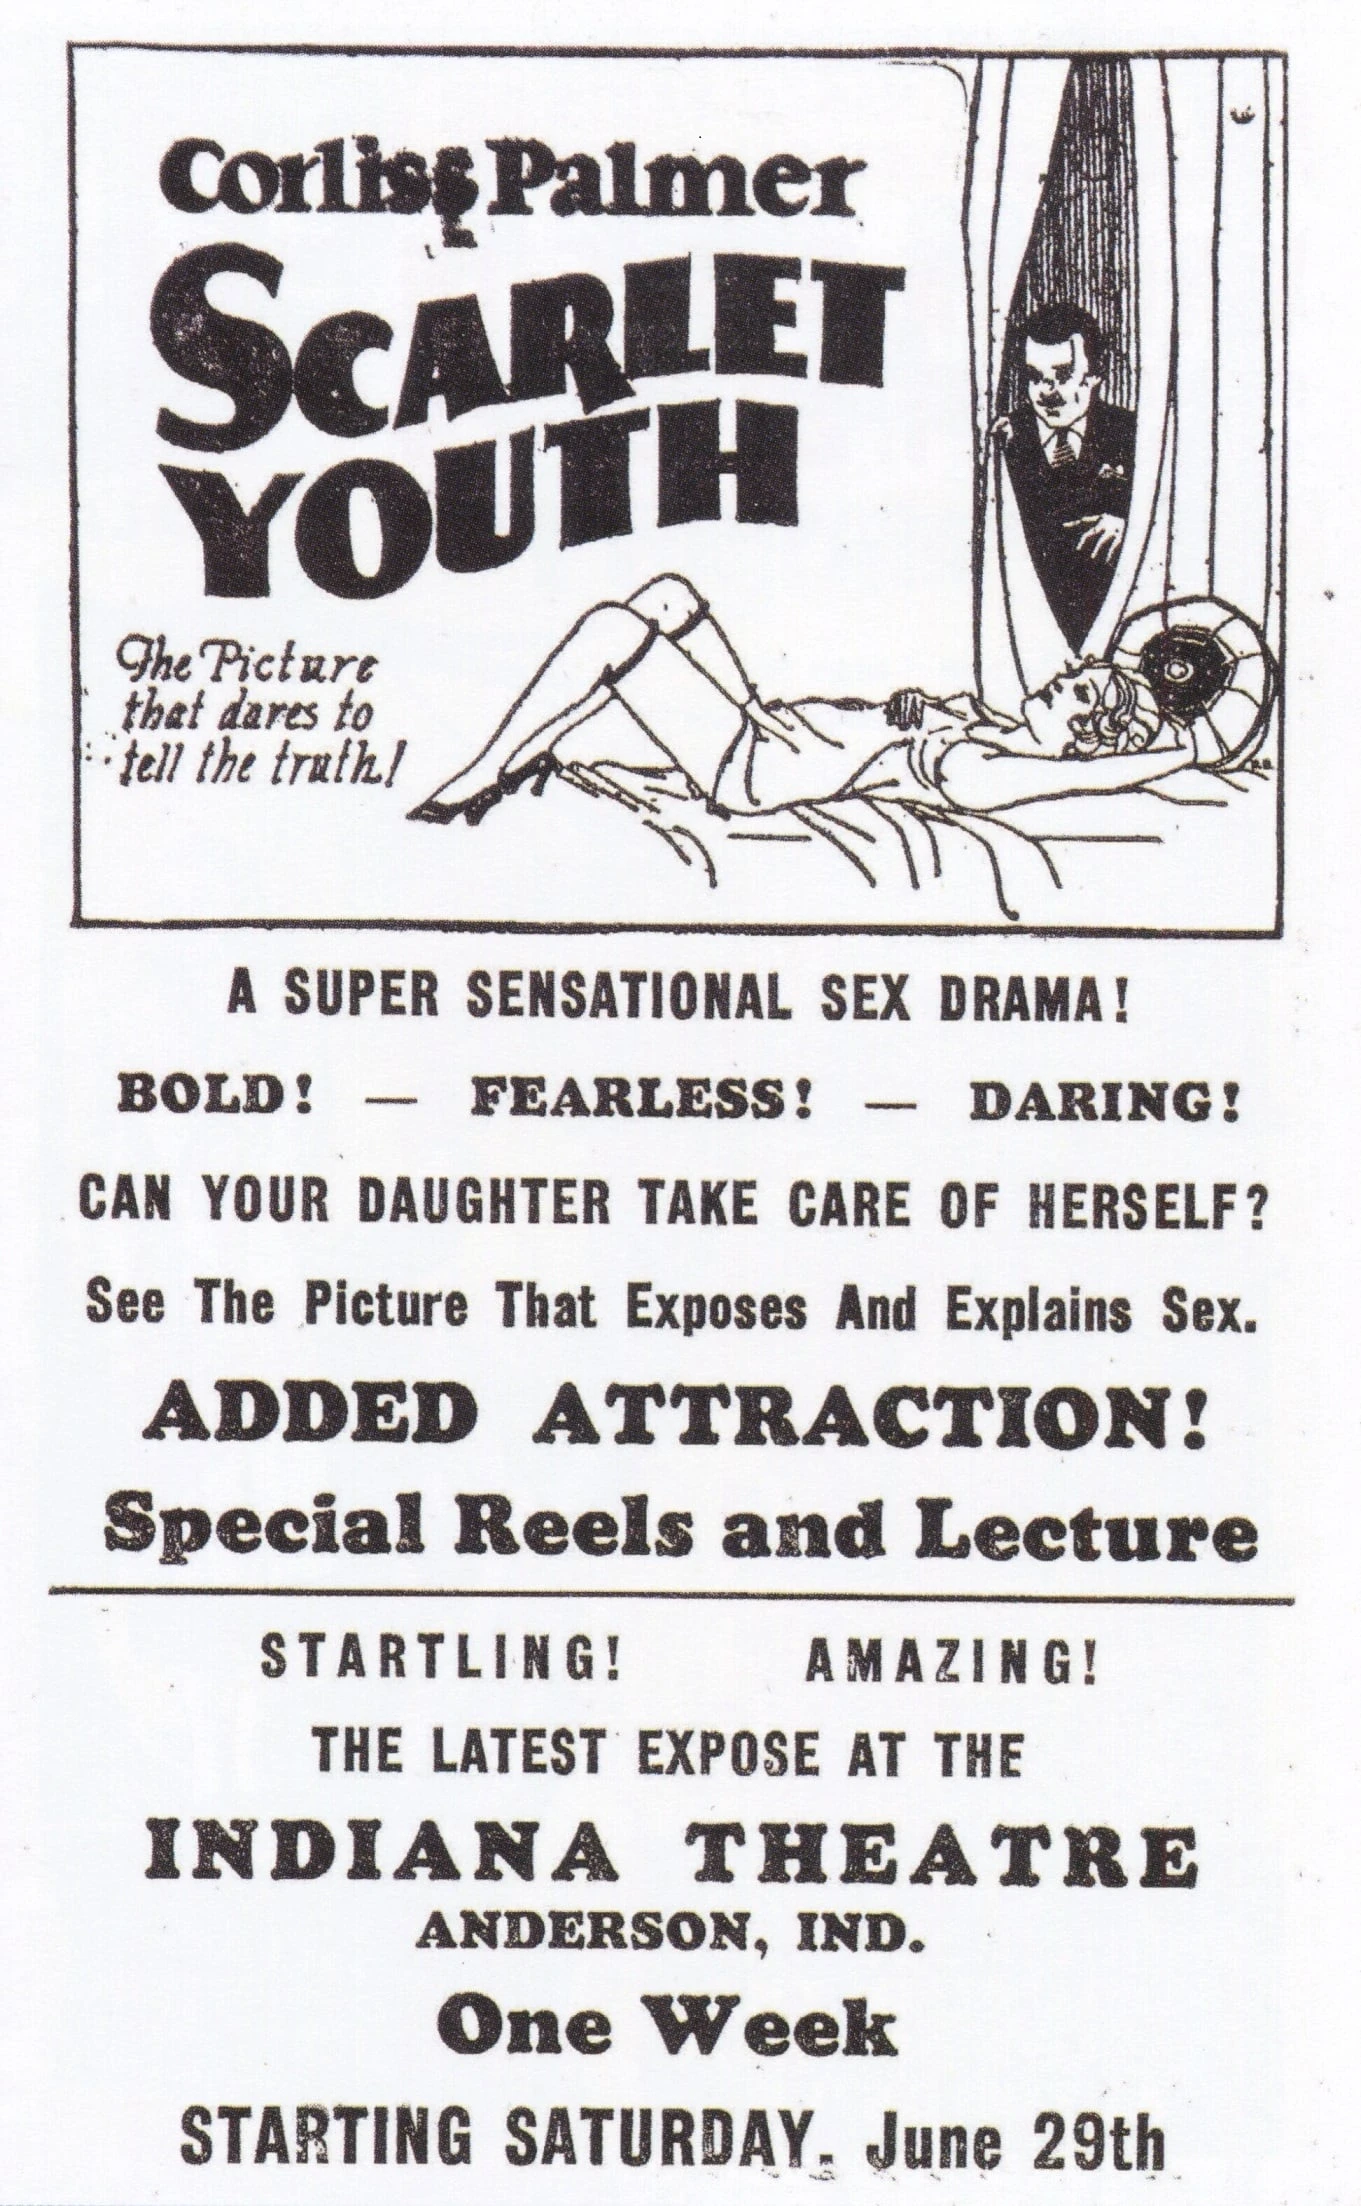 Corliss Palmer
SCARLET
YOUTH
The Picture
that dares to
tell the truth!
A SUPER SENSATIONAL SEX DRAMA!
BOLD! — FEARLESS! — DARING!
CAN YOUR DAUGHTER TAKE CARE OF HERSELF?
See The Picture That Exposes And Explains Sex.
ADDED ATTRACTION!
Special Reels and Lecture
STARTLING! AMAZING!
THE LATEST EXPOSE AT THE
INDIANA THEATRE
ANDERSON, IND.
One Week
STARTING SATURDAY. June 29th